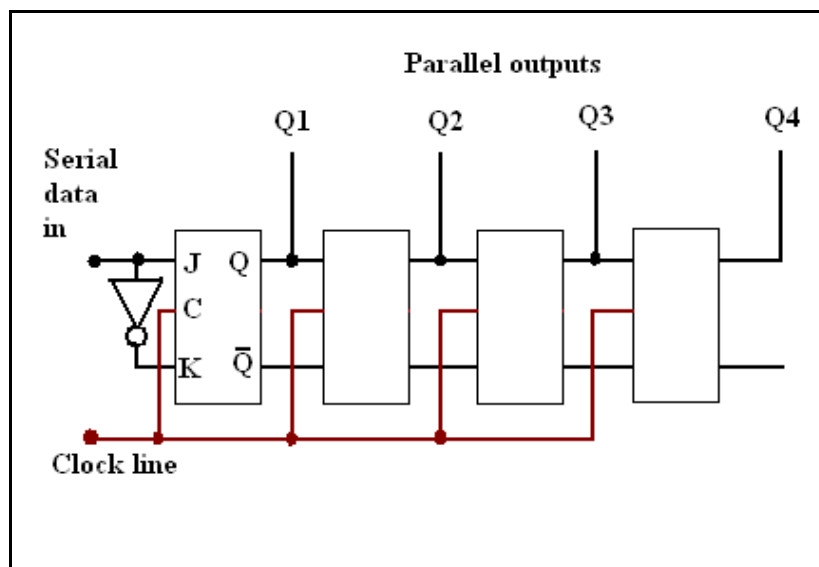 Parallel outputs
Q1 Q2 Q3 Q4
Serial
data
in
J Q
C
K Q̅
Clock line